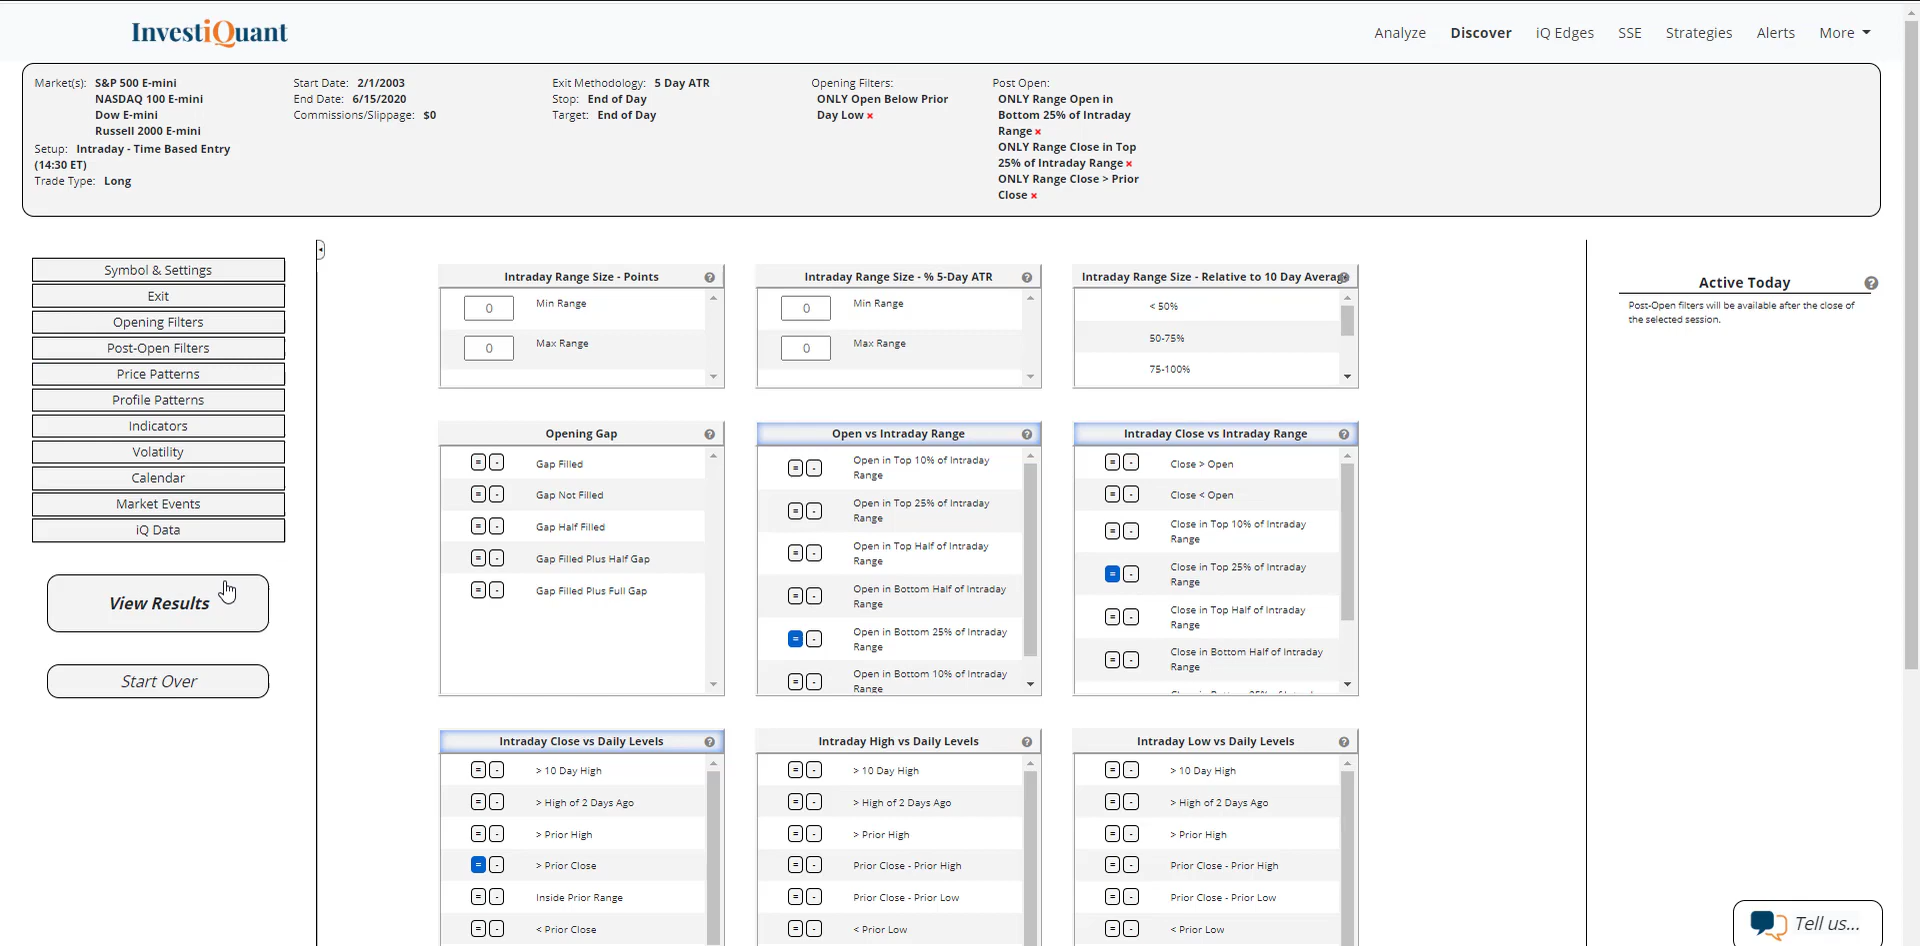 InvestiQuant
Analyze Discover iQ Edges SSE Strategies Alerts More
Market(s): S&P 500 E-mini
NASDAQ 100 E-mini
Dow E-mini
Russell 2000 E-mini
Setup: Intraday - Time Based Entry
(14:30 ET)
Trade Type: Long
Start Date: 2/1/2003
End Date: 6/15/2020
Commissions/Slippage: $0
Exit Methodology: 5 Day ATR
Stop: End of Day
Target: End of Day
Opening Filters:
ONLY Open Below Prior
Day Low ×
Post Open:
ONLY Range Open in
Bottom 25% of Intraday
Range ×
ONLY Range Close in Top
25% of Intraday Range ×
ONLY Range Close > Prior
Close ×
Symbol & Settings
Exit
Opening Filters
Post-Open Filters
Price Patterns
Profile Patterns
Indicators
Volatility
Calendar
Market Events
iQ Data
View Results
Start Over
Intraday Range Size - Points ?
0 Min Range
0 Max Range
Intraday Range Size - % 5-Day ATR ?
0 Min Range
0 Max Range
Intraday Range Size - Relative to 10 Day Average
< 50%
50-75%
75-100%
Opening Gap ?
= - Gap Filled
= - Gap Not Filled
= - Gap Half Filled
= - Gap Filled Plus Half Gap
= - Gap Filled Plus Full Gap
Open vs Intraday Range ?
= - Open in Top 10% of Intraday
Range
= - Open in Top 25% of Intraday
Range
= - Open in Top Half of Intraday
Range
= - Open in Bottom Half of Intraday
Range
= - Open in Bottom 25% of Intraday
Range
= - Open in Bottom 10% of Intraday
Range
Intraday Close vs Intraday Range ?
= - Close > Open
= - Close < Open
= - Close in Top 10% of Intraday
Range
= - Close in Top 25% of Intraday
Range
= - Close in Top Half of Intraday
Range
= - Close in Bottom Half of Intraday
Range
Intraday Close vs Daily Levels ?
= - > 10 Day High
= - > High of 2 Days Ago
= - > Prior High
= - > Prior Close
= - Inside Prior Range
= - < Prior Close
Intraday High vs Daily Levels ?
= - > 10 Day High
= - > High of 2 Days Ago
= - > Prior High
= - Prior Close - Prior High
= - Prior Close - Prior Low
= - < Prior Low
Intraday Low vs Daily Levels ?
= - > 10 Day High
= - > High of 2 Days Ago
= - > Prior High
= - Prior Close - Prior High
= - Prior Close - Prior Low
= - < Prior Low
Active Today ?
Post-Open filters will be available after the close of
the selected session.
Tell us...